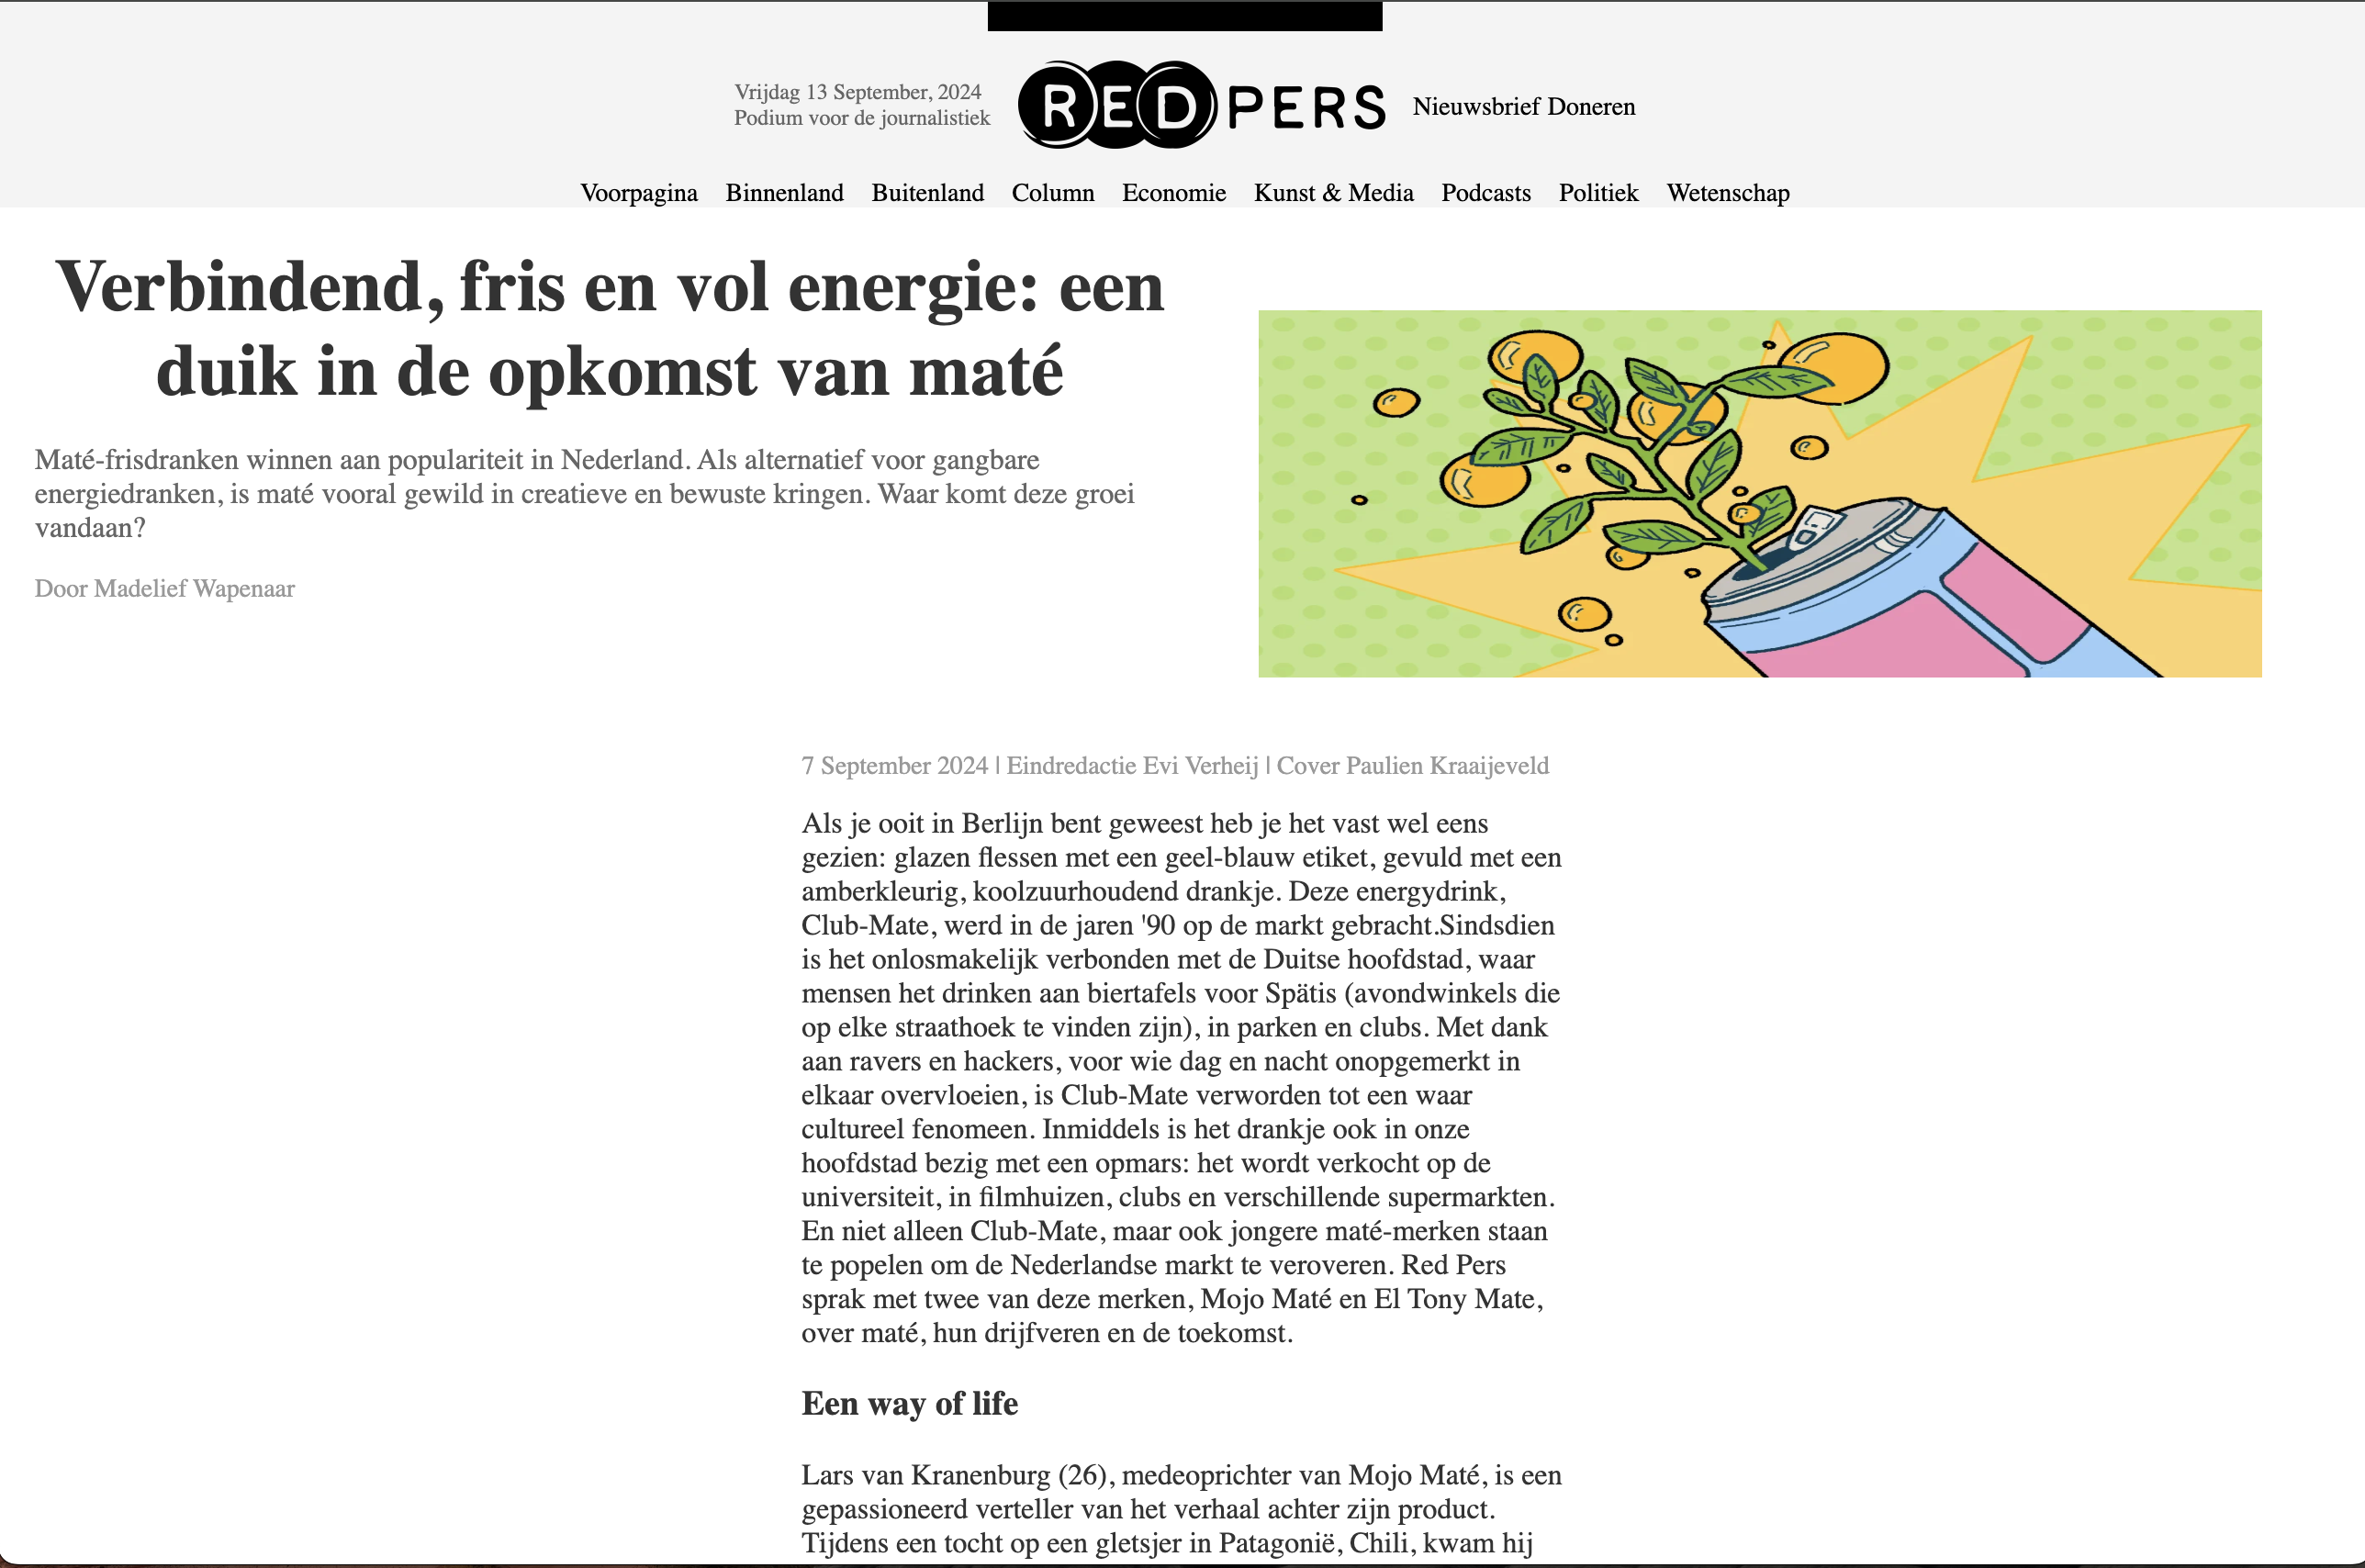 Vrijdag 13 September, 2024
Podium voor de journalistiek
RED PERS
Nieuwsbrief Doneren
Voorpagina Binnenland Buitenland Column Economie Kunst & Media Podcasts Politiek Wetenschap
Verbindend, fris en vol energie: een
duik in de opkomst van maté
Maté-frisdranken winnen aan populariteit in Nederland. Als alternatief voor gangbare
energiedranken, is maté vooral gewild in creatieve en bewuste kringen. Waar komt deze groei
vandaan?
Door Madelief Wapenaar
7 September 2024 | Eindredactie Evi Verheij | Cover Paulien Kraaijeveld
Als je ooit in Berlijn bent geweest heb je het vast wel eens
gezien: glazen flessen met een geel-blauw etiket, gevuld met een
amberkleurig, koolzuurhoudend drankje. Deze energydrink,
Club-Mate, werd in de jaren '90 op de markt gebracht.Sindsdien
is het onlosmakelijk verbonden met de Duitse hoofdstad, waar
mensen het drinken aan biertafels voor Spätis (avondwinkels die
op elke straathoek te vinden zijn), in parken en clubs. Met dank
aan ravers en hackers, voor wie dag en nacht onopgemerkt in
elkaar overvloeien, is Club-Mate verworden tot een waar
cultureel fenomeen. Inmiddels is het drankje ook in onze
hoofdstad bezig met een opmars: het wordt verkocht op de
universiteit, in filmhuizen, clubs en verschillende supermarkten.
En niet alleen Club-Mate, maar ook jongere maté-merken staan
te popelen om de Nederlandse markt te veroveren. Red Pers
sprak met twee van deze merken, Mojo Maté en El Tony Mate,
over maté, hun drijfveren en de toekomst.
Een way of life
Lars van Kranenburg (26), medeoprichter van Mojo Maté, is een
gepassioneerd verteller van het verhaal achter zijn product.
Tijdens een tocht op een gletsjer in Patagonië, Chili, kwam hij